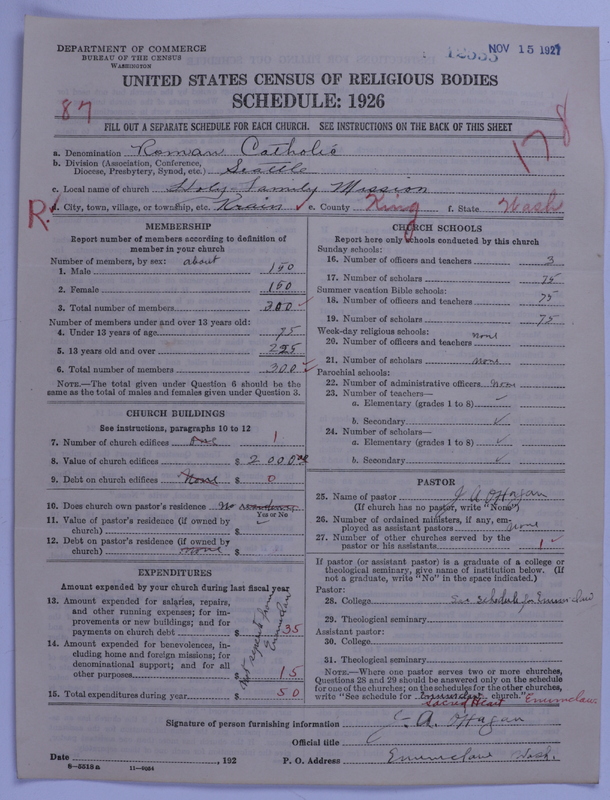 DEPARTMENT OF COMMERCE
BUREAU OF THE CENSUS
WASHINGTON
12335 NOV 15 1927
UNITED STATES CENSUS OF RELIGIOUS BODIES
SCHEDULE: 1926
87
178
FILL OUT A SEPARATE SCHEDULE FOR EACH CHURCH. SEE INSTRUCTIONS ON THE BACK OF THIS SHEET
a. Denomination Roman Catholic
b. Division (Association, Conference, Diocese, Presbytery, Synod, etc.) Seattle
c. Local name of church Holy Family Mission
R. d. City, town, village, or township, etc. Krain e. County King f. State Wash
MEMBERSHIP
Report number of members according to definition of member in your church
Number of members, by sex: about
1. Male 150
2. Female 150
3. Total number of members 300
Number of members under and over 13 years old:
4. Under 13 years of age 75
5. 13 years old and over 225
6. Total number of members 300
NOTE.—The total given under Question 6 should be the same as the total of males and females given under Question 3.
CHURCH BUILDINGS
See instructions, paragraphs 10 to 12
7. Number of church edifices one 1
8. Value of church edifices $ 2000.00
9. Debt on church edifices None $ 0
10. Does church own pastor's residence No residence
Yes or No
11. Value of pastor's residence (if owned by church) $
12. Debt on pastor's residence (if owned by church) none $
EXPENDITURES
Amount expended by your church during last fiscal year
13. Amount expended for salaries, repairs, and other running expenses; for improvements or new buildings; and for payments on church debt $ 35
14. Amount expended for benevolences, including home and foreign missions; for denominational support; and for all other purposes $ 15
15. Total expenditures during year $ 50
Enumclaw
CHURCH SCHOOLS
Report here only schools conducted by this church
Sunday schools:
16. Number of officers and teachers 3
17. Number of scholars 75
Summer vacation Bible schools:
18. Number of officers and teachers 75
19. Number of scholars 75
Week-day religious schools:
20. Number of officers and teachers none
21. Number of scholars none
Parochial schools:
22. Number of administrative officers none
23. Number of teachers—
a. Elementary (grades 1 to 8)
b. Secondary
24. Number of scholars—
a. Elementary (grades 1 to 8)
b. Secondary
PASTOR
25. Name of pastor J A O'Hagan
(If church has no pastor, write "None")
26. Number of ordained ministers, if any, employed as assistant pastors none
27. Number of other churches served by the pastor or his assistants 1
If pastor (or assistant pastor) is a graduate of a college or theological seminary, give name of institution below. (If not a graduate, write "No" in the space indicated.)
Pastor:
28. College See Schedule for Enumclaw
29. Theological seminary
Assistant pastor:
30. College
31. Theological seminary
NOTE.—Where one pastor serves two or more churches, Questions 28 and 29 should be answered only on the schedule for one of the churches; on the schedules for the other churches, write "See schedule for Enumclaw church." Sacred Heart Enumclaw
Signature of person furnishing information J. A. O'Hagan
Official title
Date , 192 P. O. Address Enumclaw Wash.
8—5518a 11—9024